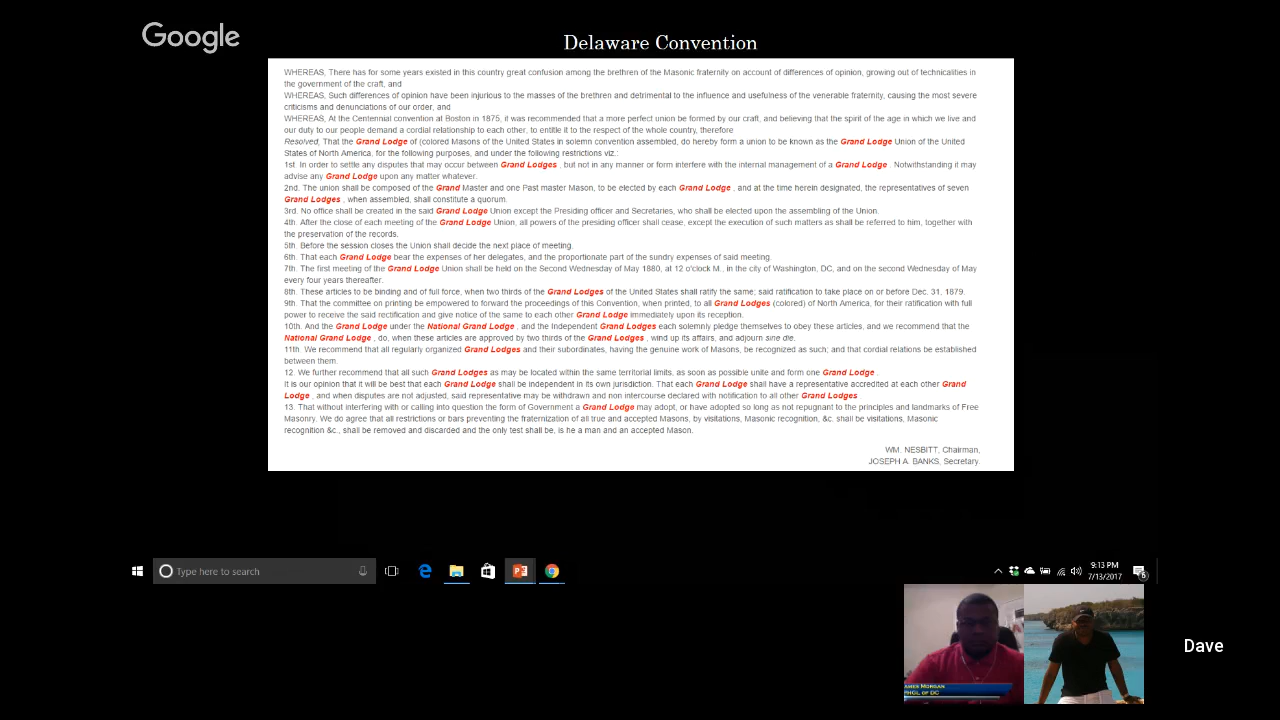 Google
Delaware Convention
WHEREAS, There has for some years existed in this country great confusion among the brethren of the Masonic fraternity on account of differences of opinion, growing out of technicalities in
the government of the craft, and
WHEREAS, Such differences of opinion have been injurious to the masses of the brethren and detrimental to the influence and usefulness of the venerable fraternity, causing the most severe
criticisms and denunciations of our order, and
WHEREAS, At the Centennial convention at Boston in 1875, it was recommended that a more perfect union be formed by our craft, and believing that the spirit of the age in which we live and
our duty to our people demand a cordial relationship to each other, to entitle it to the respect of the whole country, therefore
Resolved, That the Grand Lodge of (colored Masons of the United States in solemn convention assembled, do hereby form a union to be known as the Grand Lodge Union of the United
States of North America, for the following purposes, and under the following restrictions viz.:
1st. In order to settle any disputes that may occur between Grand Lodges , but not in any manner or form interfere with the internal management of a Grand Lodge . Notwithstanding it may
advise any Grand Lodge upon any matter whatever.
2nd. The union shall be composed of the Grand Master and one Past master Mason, to be elected by each Grand Lodge , and at the time herein designated, the representatives of seven
Grand Lodges , when assembled, shall constitute a quorum.
3rd. No office shall be created in the said Grand Lodge Union except the Presiding officer and Secretaries, who shall be elected upon the assembling of the Union.
4th. After the close of each meeting of the Grand Lodge Union, all powers of the presiding officer shall cease, except the execution of such matters as shall be referred to him, together with
the preservation of the records.
5th. Before the session closes the Union shall decide the next place of meeting.
6th. That each Grand Lodge bear the expenses of her delegates, and the proportionate part of the sundry expenses of said meeting.
7th. The first meeting of the Grand Lodge Union shall be held on the Second Wednesday of May 1880, at 12 o'clock M., in the city of Washington, DC, and on the second Wednesday of May
every four years thereafter.
8th. These articles to be binding and of full force, when two thirds of the Grand Lodges of the United States shall ratify the same; said ratification to take place on or before Dec. 31, 1879.
9th. That the committee on printing be empowered to forward the proceedings of this Convention, when printed, to all Grand Lodges (colored) of North America, for their ratification with full
power to receive the said rectification and give notice of the same to each other Grand Lodge immediately upon its reception.
10th. And the Grand Lodge under the National Grand Lodge , and the Independent Grand Lodges each solemnly pledge themselves to obey these articles, and we recommend that the
National Grand Lodge , do, when these articles are approved by two thirds of the Grand Lodges , wind up its affairs, and adjourn sine die.
11th. We recommend that all regularly organized Grand Lodges and their subordinates, having the genuine work of Masons, be recognized as such; and that cordial relations be established
between them.
12. We further recommend that all such Grand Lodges as may be located within the same territorial limits, as soon as possible unite and form one Grand Lodge .
It is our opinion that it will be best that each Grand Lodge shall be independent in its own jurisdiction. That each Grand Lodge shall have a representative accredited at each other Grand
Lodge , and when disputes are not adjusted, said representative may be withdrawn and non intercourse declared with notification to all other Grand Lodges
13. That without interfering with or calling into question the form of Government a Grand Lodge may adopt, or have adopted so long as not repugnant to the principles and landmarks of Free
Masonry. We do agree that all restrictions or bars preventing the fraternization of all true and accepted Masons, by visitations, Masonic recognition, &c. shall be visitations, Masonic
recognition &c., shall be removed and discarded and the only test shall be, is he a man and an accepted Mason.
WM. NESBITT, Chairman,
JOSEPH A. BANKS, Secretary.
Type here to search
9:13 PM
7/13/2017
6
AMES MORGAN
PHGL OF DC
Dave